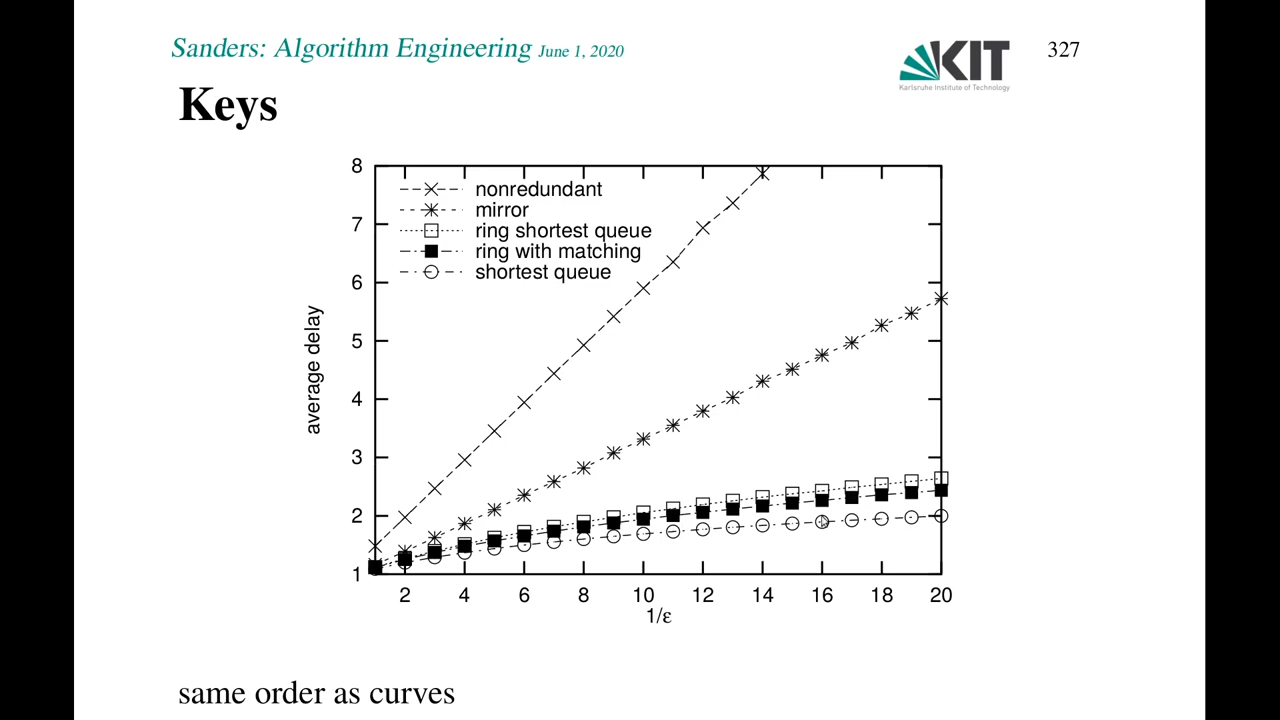 Sanders: Algorithm Engineering June 1, 2020
KIT
Karlsruhe Institute of Technology
327
Keys
8
7
6
5
4
3
2
1
average delay
nonredundant
mirror
ring shortest queue
ring with matching
shortest queue
2 4 6 8 10 12 14 16 18 20
1/ε
same order as curves